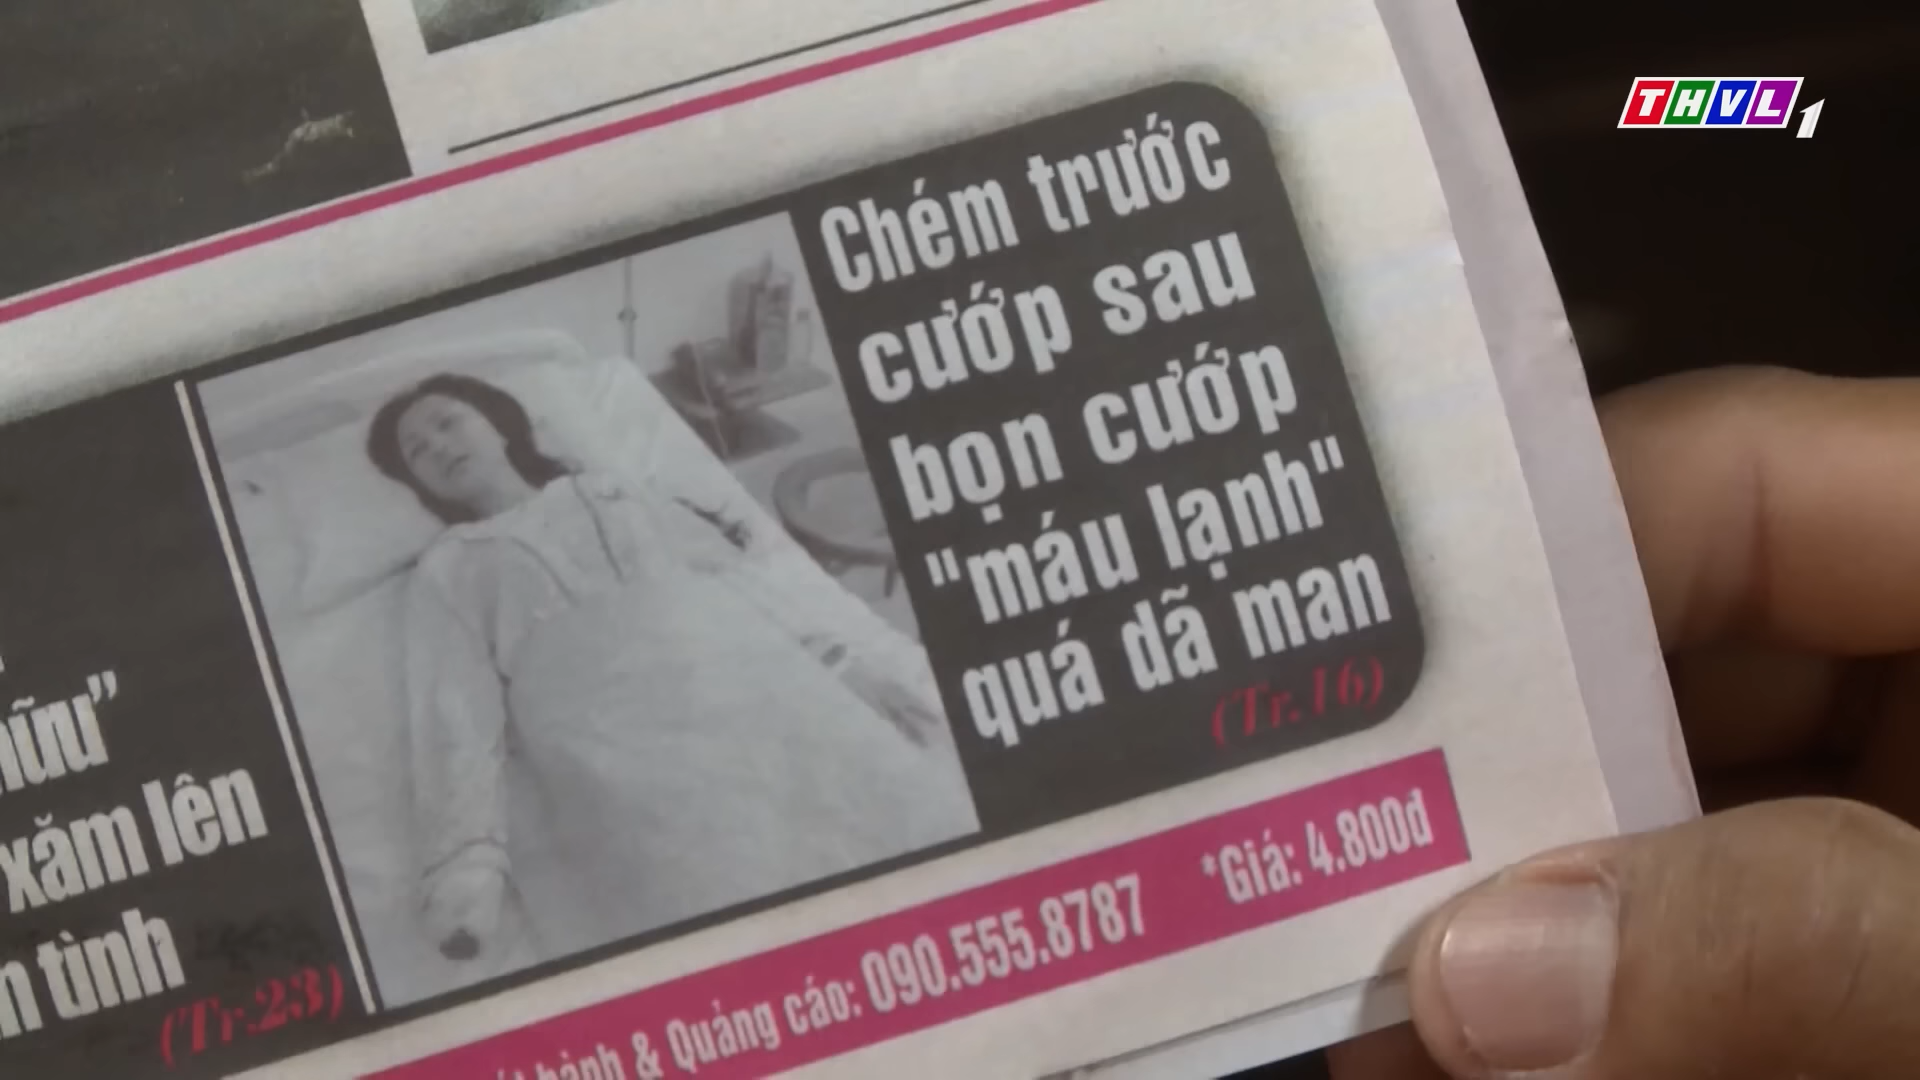 THVL1
Chém trước
cướp sau
bọn cướp
"máu lạnh"
quá dã man
(Tr.16)
xăm lên
tình
(Tr.23)
hành & Quảng cáo: 090.555.8787 *Giá: 4.800đ